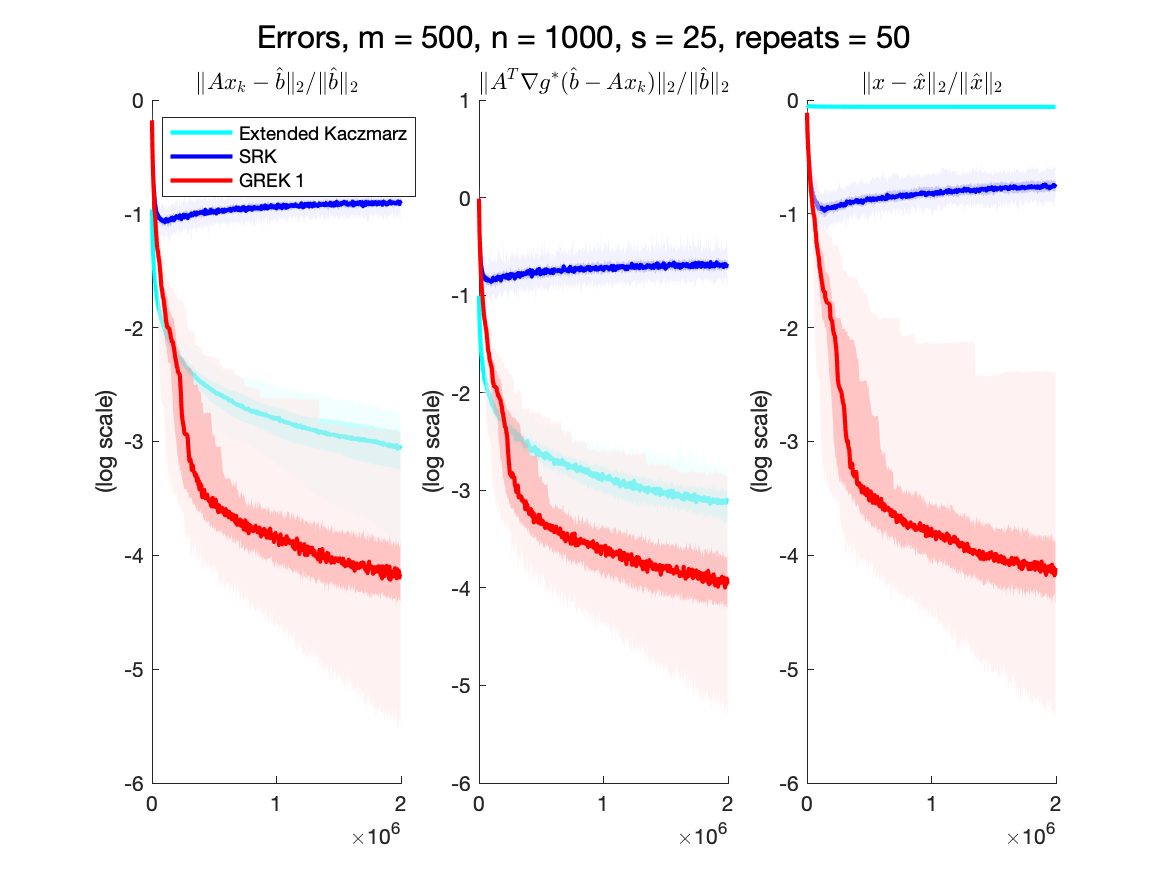 Errors, m = 500, n = 1000, s = 25, repeats = 50
‖Ax_k − b̂‖₂/‖b̂‖₂
‖A^T∇g*(b̂ − Ax_k)‖₂/‖b̂‖₂
‖x − x̂‖₂/‖x̂‖₂
Extended Kaczmarz
SRK
GREK 1
(log scale)
0
-1
-2
-3
-4
-5
-6
0 1 2
×10⁶
(log scale)
1
0
-1
-2
-3
-4
-5
-6
0 1 2
×10⁶
(log scale)
0
-1
-2
-3
-4
-5
-6
0 1 2
×10⁶